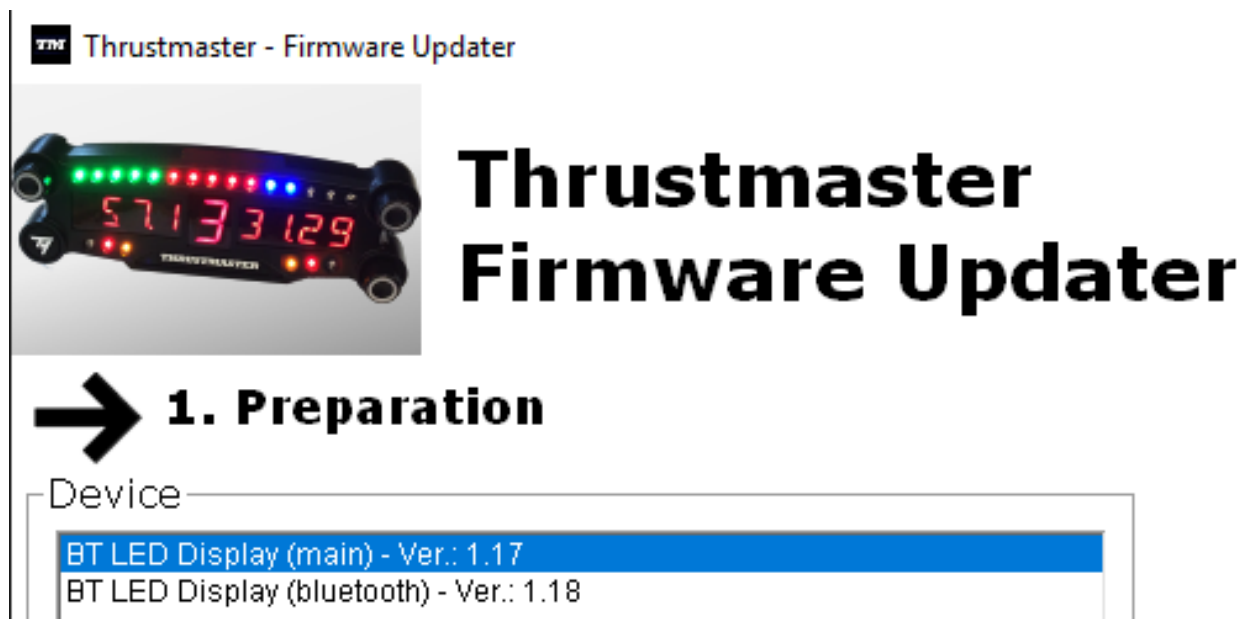 TM Thrustmaster - Firmware Updater
57.1 3 31.29
THRUSTMASTER
Thrustmaster
Firmware Updater
1. Preparation
Device
BT LED Display (main) - Ver.: 1.17
BT LED Display (bluetooth) - Ver.: 1.18